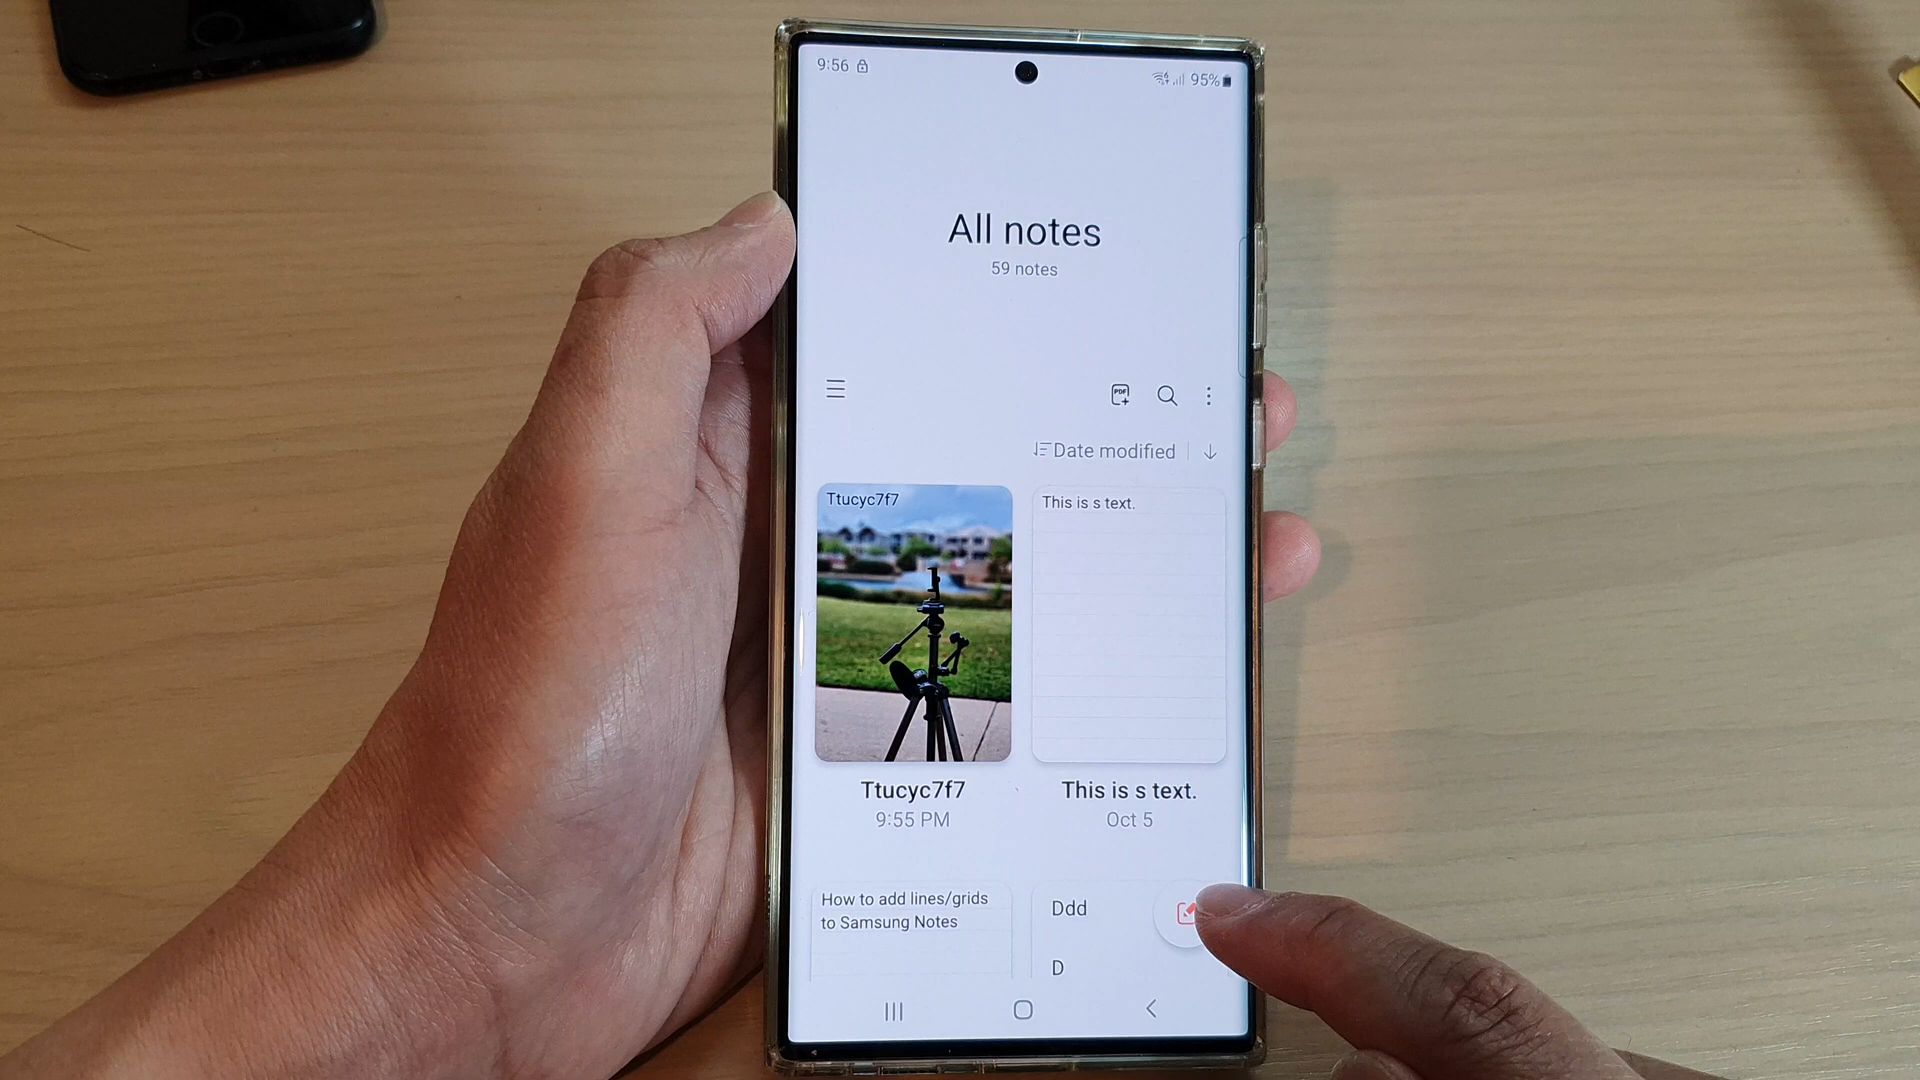 9:56
95%
All notes
59 notes
PDF
Date modified
Ttucyc7f7
This is s text.
Ttucyc7f7
This is s text.
9:55 PM
Oct 5
How to add lines/grids
to Samsung Notes
Ddd
D